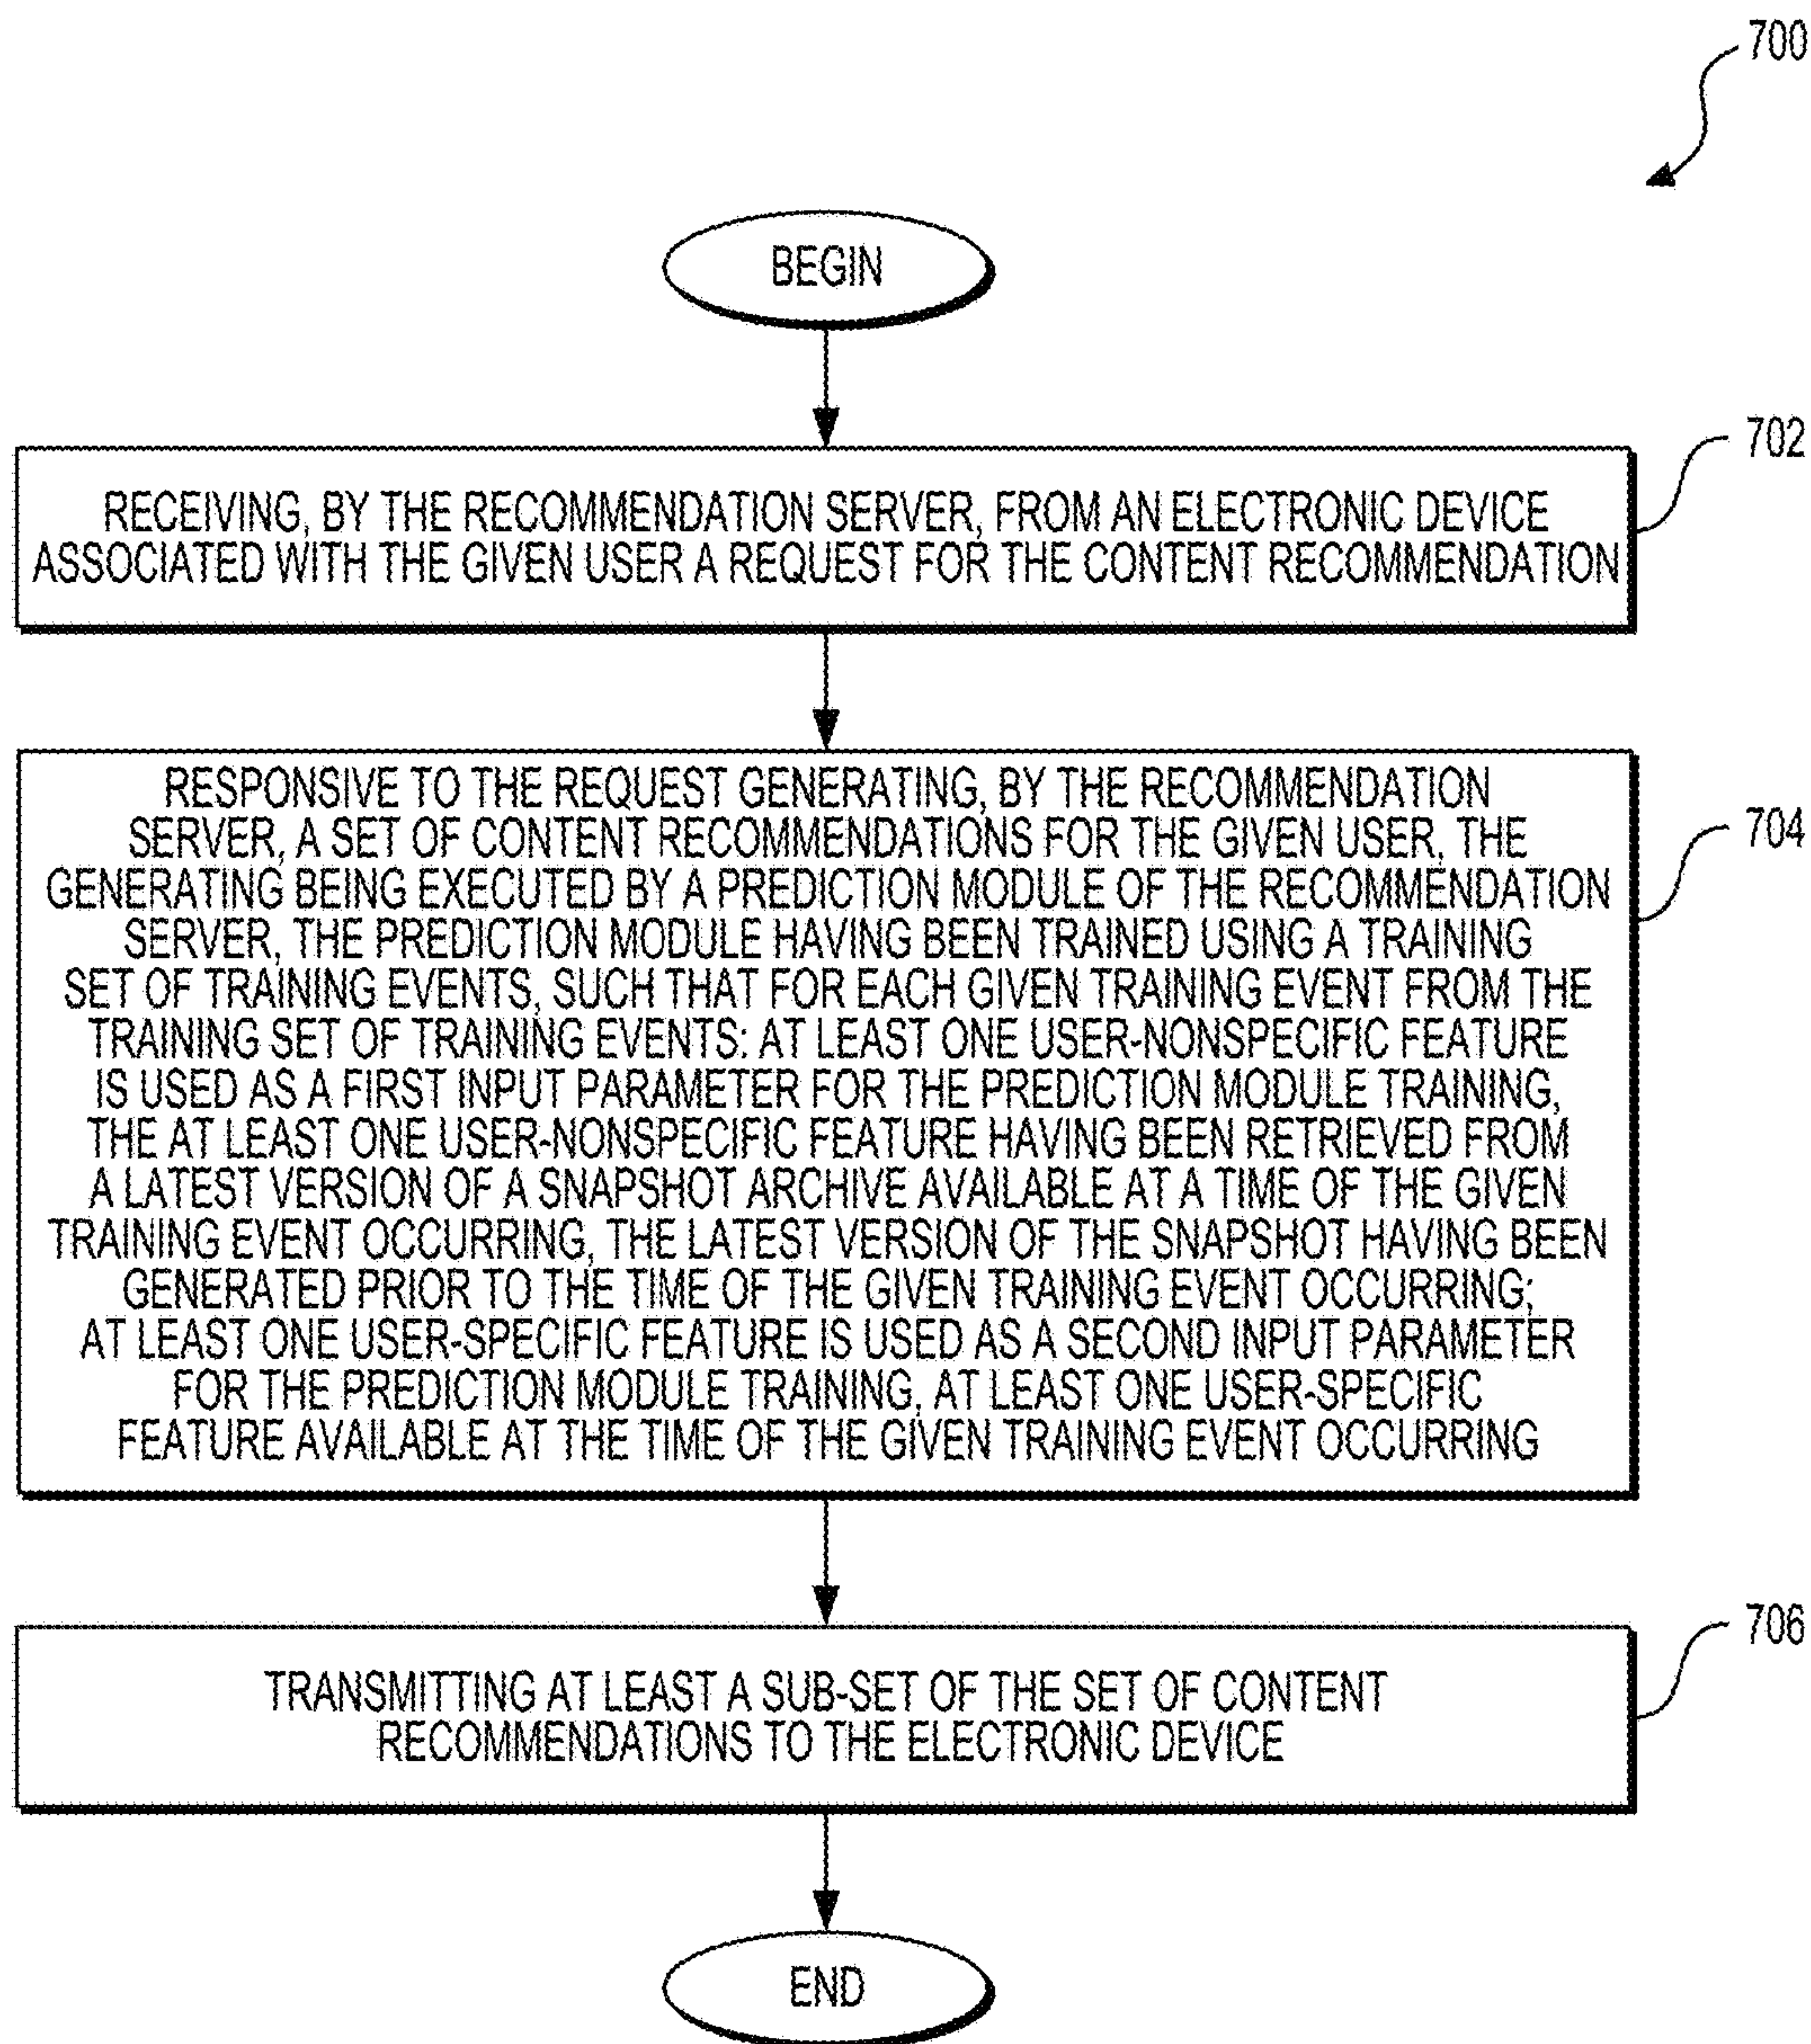 700
BEGIN
702
RECEIVING, BY THE RECOMMENDATION SERVER, FROM AN ELECTRONIC DEVICE
ASSOCIATED WITH THE GIVEN USER A REQUEST FOR THE CONTENT RECOMMENDATION
704
RESPONSIVE TO THE REQUEST GENERATING, BY THE RECOMMENDATION
SERVER, A SET OF CONTENT RECOMMENDATIONS FOR THE GIVEN USER, THE
GENERATING BEING EXECUTED BY A PREDICTION MODULE OF THE RECOMMENDATION
SERVER, THE PREDICTION MODULE HAVING BEEN TRAINED USING A TRAINING
SET OF TRAINING EVENTS, SUCH THAT FOR EACH GIVEN TRAINING EVENT FROM THE
TRAINING SET OF TRAINING EVENTS: AT LEAST ONE USER-NONSPECIFIC FEATURE
IS USED AS A FIRST INPUT PARAMETER FOR THE PREDICTION MODULE TRAINING,
THE AT LEAST ONE USER-NONSPECIFIC FEATURE HAVING BEEN RETRIEVED FROM
A LATEST VERSION OF A SNAPSHOT ARCHIVE AVAILABLE AT A TIME OF THE GIVEN
TRAINING EVENT OCCURRING, THE LATEST VERSION OF THE SNAPSHOT HAVING BEEN
GENERATED PRIOR TO THE TIME OF THE GIVEN TRAINING EVENT OCCURRING;
AT LEAST ONE USER-SPECIFIC FEATURE IS USED AS A SECOND INPUT PARAMETER
FOR THE PREDICTION MODULE TRAINING, AT LEAST ONE USER-SPECIFIC
FEATURE AVAILABLE AT THE TIME OF THE GIVEN TRAINING EVENT OCCURRING
706
TRANSMITTING AT LEAST A SUB-SET OF THE SET OF CONTENT
RECOMMENDATIONS TO THE ELECTRONIC DEVICE
END